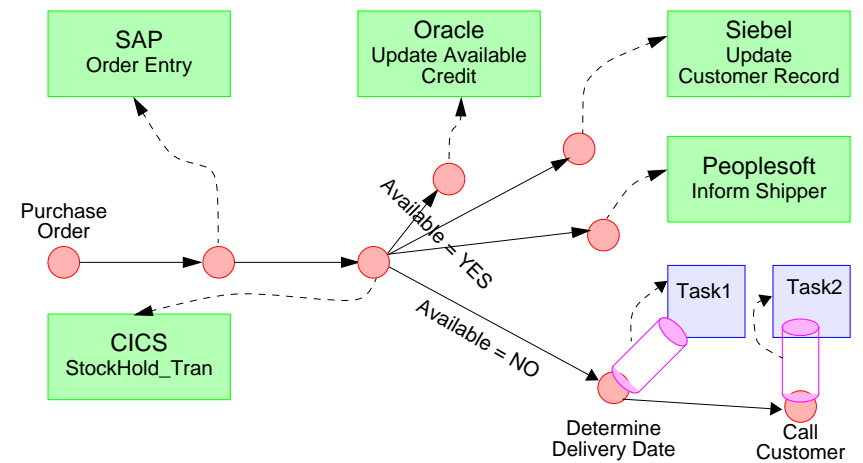 SAP
Order Entry
Oracle
Update Available
Credit
Siebel
Update
Customer Record
Peoplesoft
Inform Shipper
Purchase
Order
Available = YES
Available = NO
CICS
StockHold_Tran
Task1
Task2
Determine
Delivery Date
Call
Customer